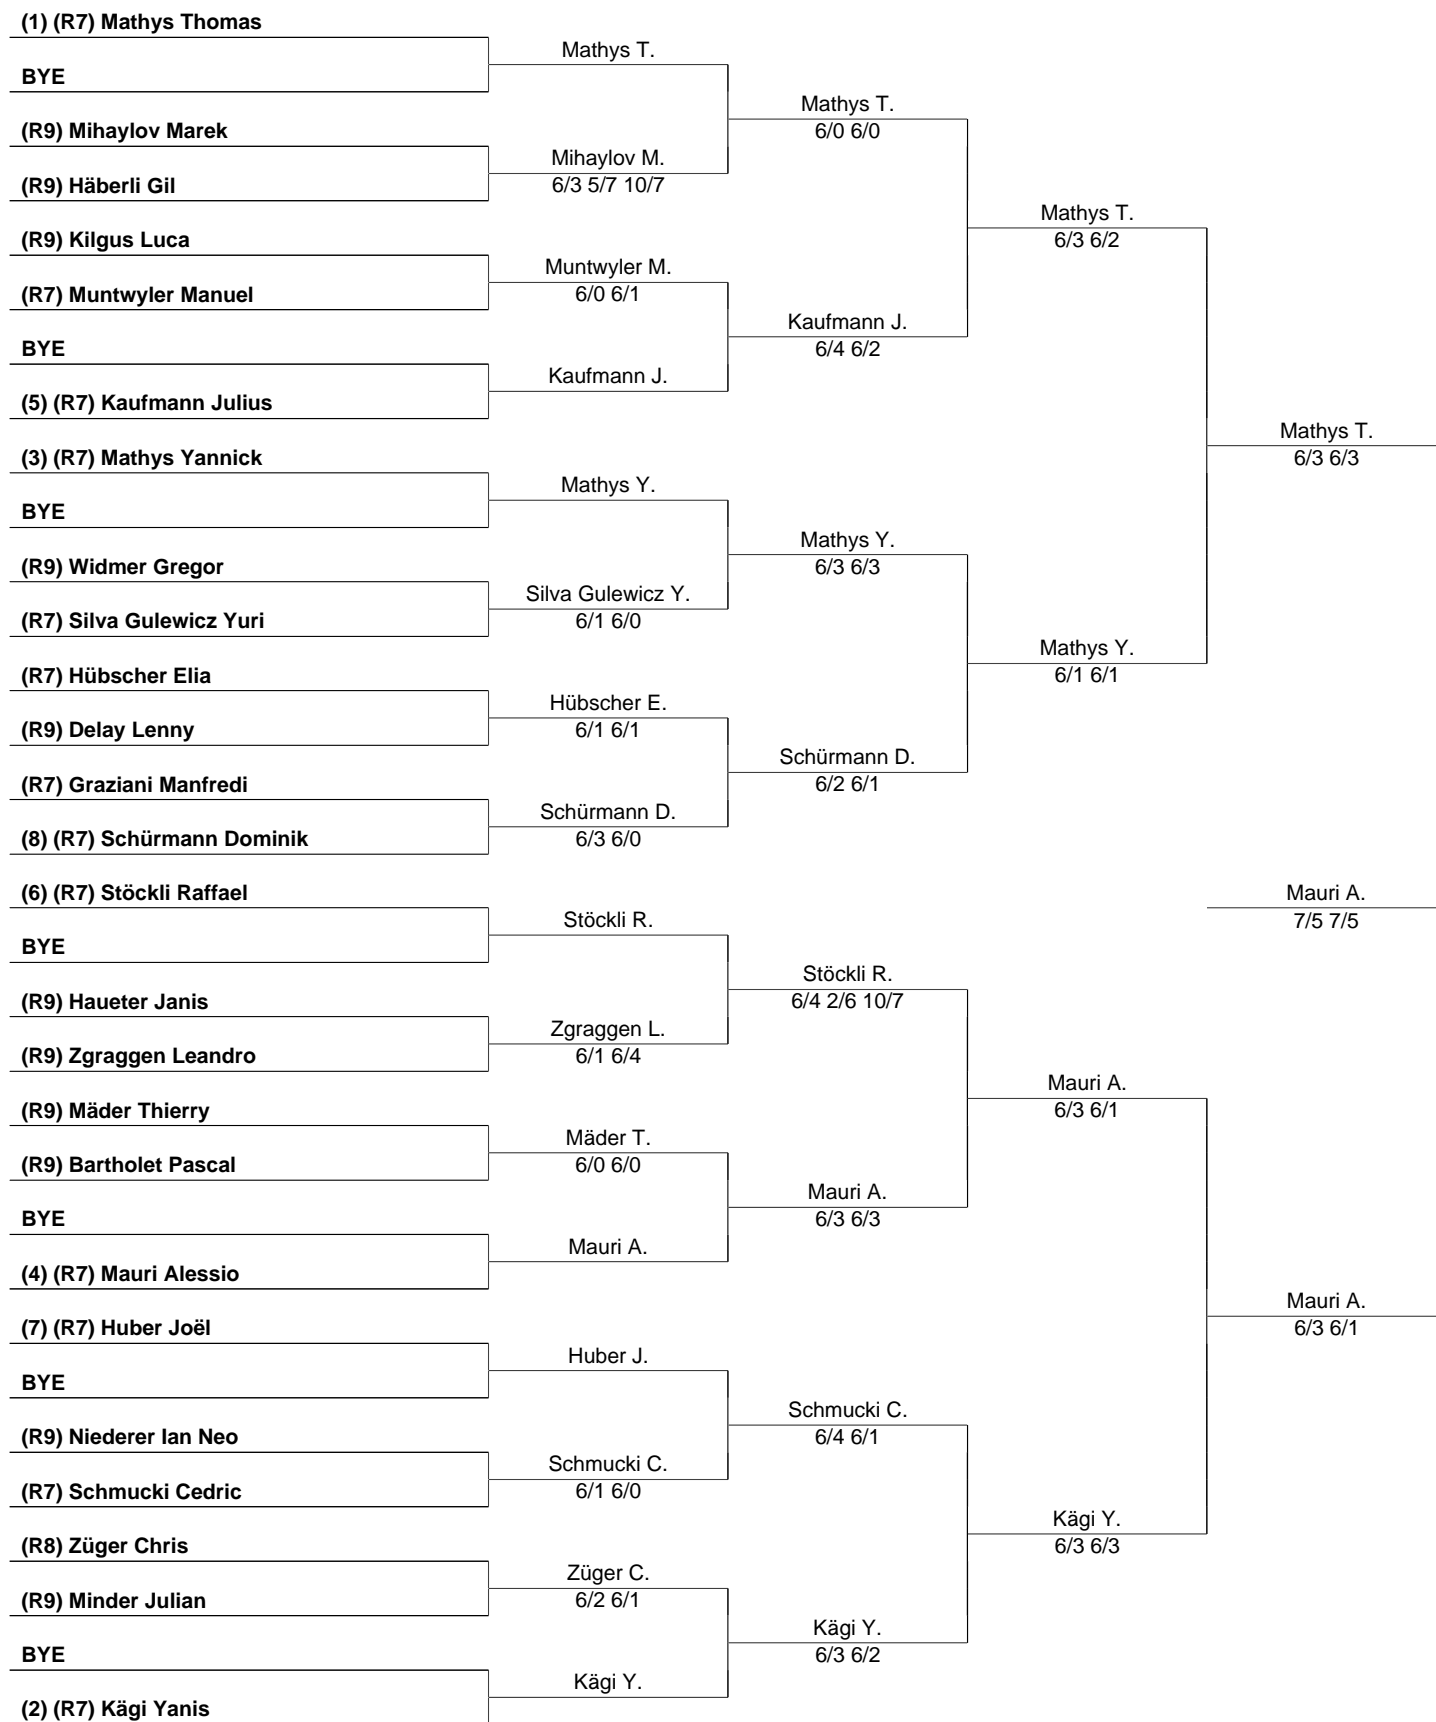 (1) (R7) Mathys Thomas
BYE
(R9) Mihaylov Marek
(R9) Häberli Gil
(R9) Kilgus Luca
(R7) Muntwyler Manuel
BYE
(5) (R7) Kaufmann Julius
(3) (R7) Mathys Yannick
BYE
(R9) Widmer Gregor
(R7) Silva Gulewicz Yuri
(R7) Hübscher Elia
(R9) Delay Lenny
(R7) Graziani Manfredi
(8) (R7) Schürmann Dominik
(6) (R7) Stöckli Raffael
BYE
(R9) Haueter Janis
(R9) Zgraggen Leandro
(R9) Mäder Thierry
(R9) Bartholet Pascal
BYE
(4) (R7) Mauri Alessio
(7) (R7) Huber Joël
BYE
(R9) Niederer Ian Neo
(R7) Schmucki Cedric
(R8) Züger Chris
(R9) Minder Julian
BYE
(2) (R7) Kägi Yanis
Mathys T.
Mihaylov M.
6/3 5/7 10/7
Muntwyler M.
6/0 6/1
Kaufmann J.
Mathys Y.
Silva Gulewicz Y.
6/1 6/0
Hübscher E.
6/1 6/1
Schürmann D.
6/3 6/0
Stöckli R.
Zgraggen L.
6/1 6/4
Mäder T.
6/0 6/0
Mauri A.
Huber J.
Schmucki C.
6/1 6/0
Züger C.
6/2 6/1
Kägi Y.
Mathys T.
6/0 6/0
Kaufmann J.
6/4 6/2
Mathys Y.
6/3 6/3
Schürmann D.
6/2 6/1
Stöckli R.
6/4 2/6 10/7
Mauri A.
6/3 6/3
Schmucki C.
6/4 6/1
Kägi Y.
6/3 6/2
Mathys T.
6/3 6/2
Mathys Y.
6/1 6/1
Mauri A.
6/3 6/1
Kägi Y.
6/3 6/3
Mathys T.
6/3 6/3
Mauri A.
7/5 7/5
Mauri A.
6/3 6/1